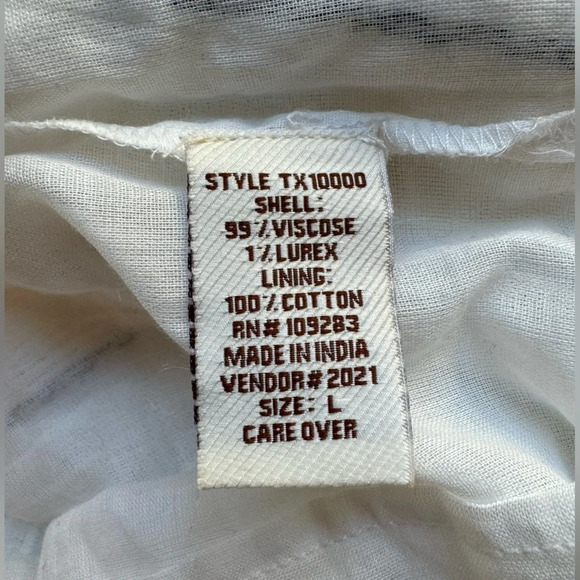 STYLE TX10000
SHELL:
99% VISCOSE
1% LUREX
LINING:
100% COTTON
RN# 109283
MADE IN INDIA
VENDOR# 2021
SIZE: L
CARE OVER